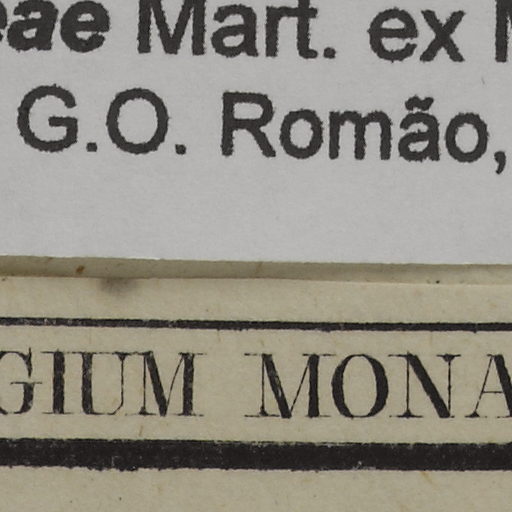 eae Mart. ex
G.O. Romão,
GIUM MONA